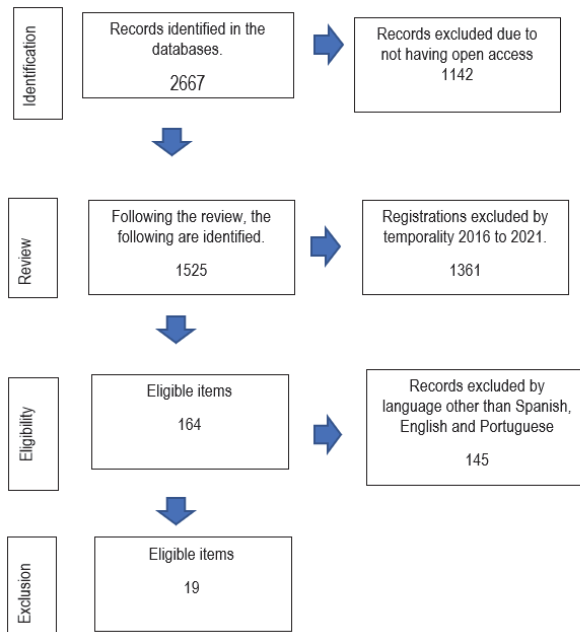 Identification
Records identified in the
databases.
2667
Records excluded due to
not having open access
1142
Review
Following the review, the
following are identified.
1525
Registrations excluded by
temporality 2016 to 2021.
1361
Eligibility
Eligible items
164
Records excluded by
language other than Spanish,
English and Portuguese
145
Exclusion
Eligible items
19